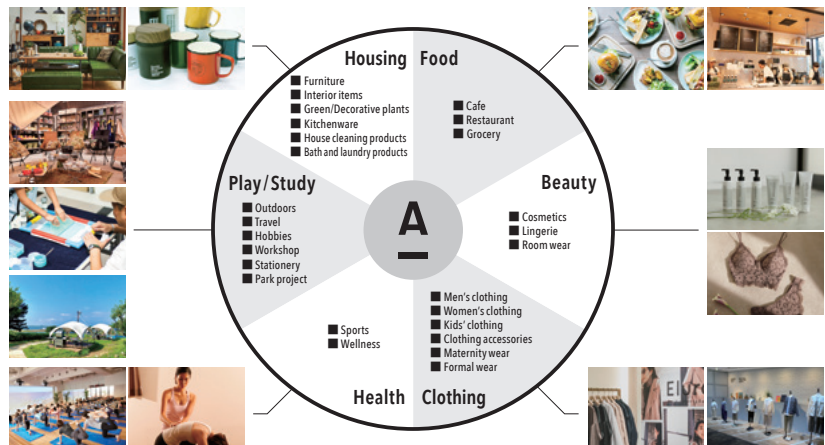 Housing
Furniture
Interior items
Green/Decorative plants
Kitchenware
House cleaning products
Bath and laundry products
Food
Cafe
Restaurant
Grocery
Play/Study
Outdoors
Travel
Hobbies
Workshop
Stationery
Park project
A
Beauty
Cosmetics
Lingerie
Room wear
Sports
Wellness
Health
Men's clothing
Women's clothing
Kids' clothing
Clothing accessories
Maternity wear
Formal wear
Clothing